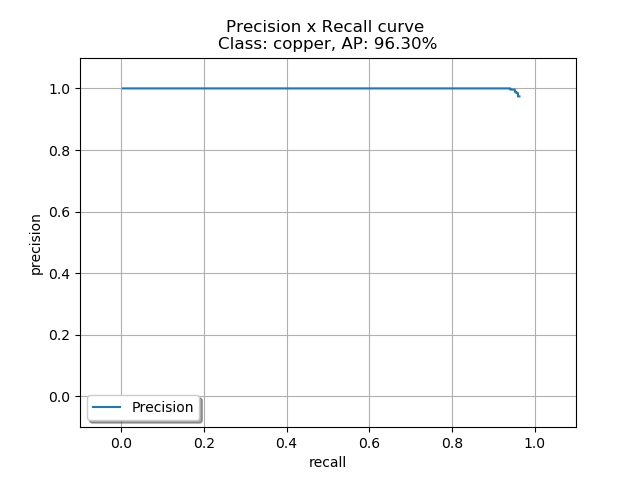 Precision x Recall curve
Class: copper, AP: 96.30%
precision
1.0
0.8
0.6
0.4
0.2
0.0
Precision
0.0 0.2 0.4 0.6 0.8 1.0
recall